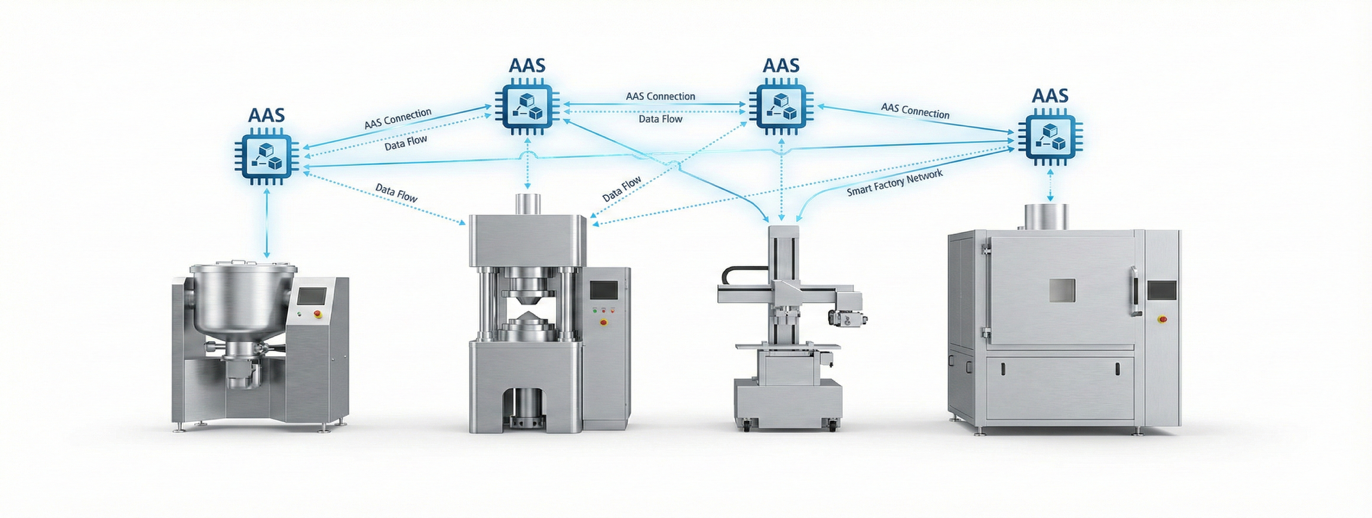 AAS
AAS
AAS
AAS
AAS Connection
Data Flow
AAS Connection
Data Flow
AAS Connection
Data Flow
Data Flow
Smart Factory Network